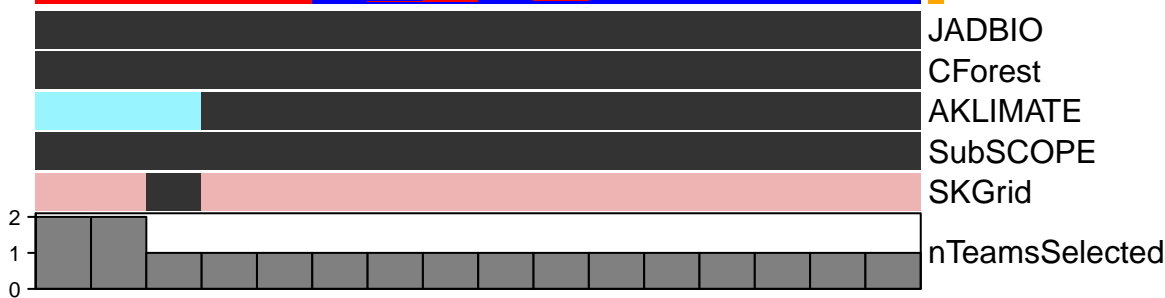 JADBIO
CForest
AKLIMATE
SubSCOPE
SKGrid
2
1
0
nTeamsSelected